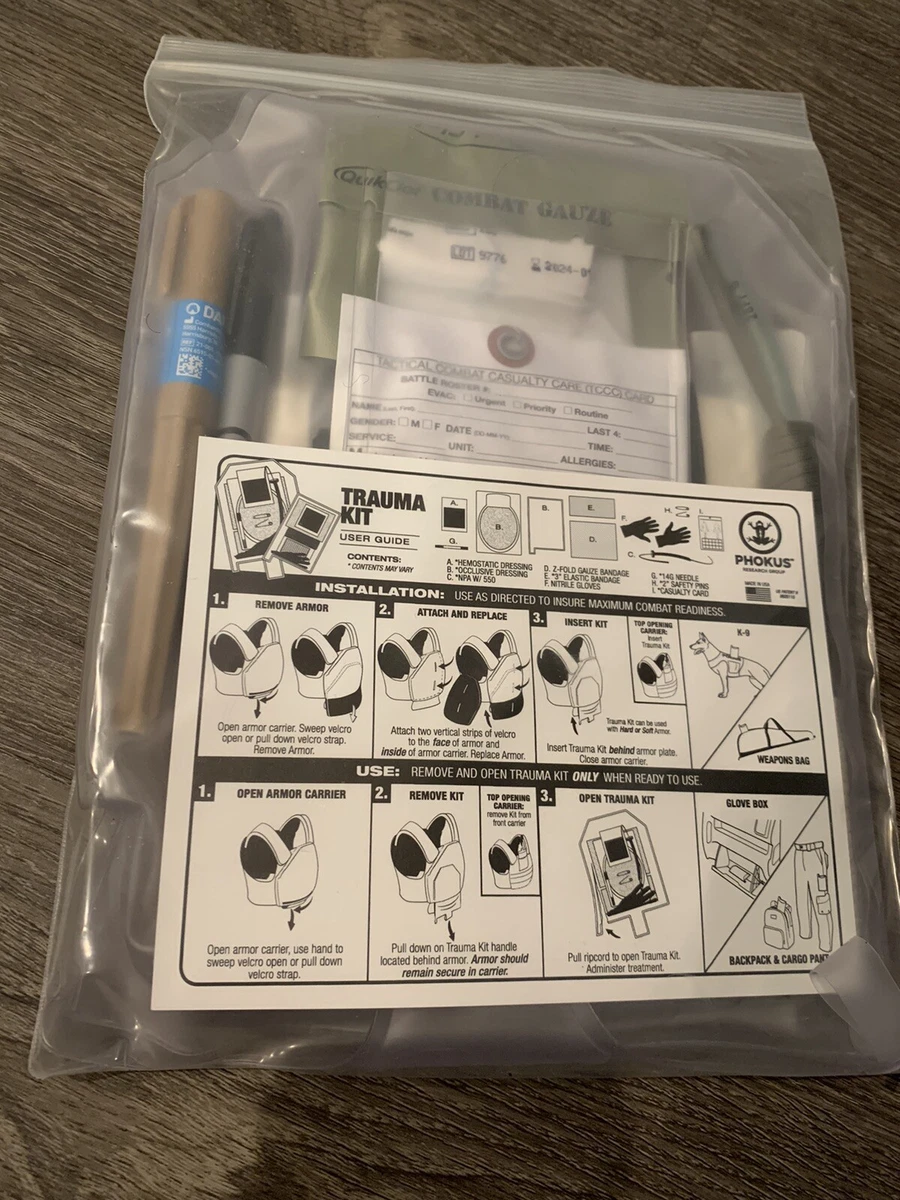 QuikClot
COMBAT GAUZE
LOT 9776
2024-0
DA
TACTICAL COMBAT CASUALTY CARE (TCCC) CARD
BATTLE ROSTER #:
EVAC: Urgent Priority Routine
NAME (Last, First)
LAST 4:
GENDER: M F DATE (DD-MM-YY)
TIME:
SERVICE: UNIT:
ALLERGIES:
TRAUMA
KIT
USER GUIDE
CONTENTS:
* CONTENTS MAY VARY
A.
B.
B.
E.
D.
F.
H.
I.
G.
C.
A. *HEMOSTATIC DRESSING
B. *OCCLUSIVE DRESSING
C. *NPA W/ 550
D. Z-FOLD GAUZE BANDAGE
E. *3" ELASTIC BANDAGE
F. NITRILE GLOVES
G. *14G NEEDLE
H. *2" SAFETY PINS
I. *CASUALTY CARD
PHOKUS
RESEARCH GROUP
MADE IN USA
INSTALLATION: USE AS DIRECTED TO INSURE MAXIMUM COMBAT READINESS.
1. REMOVE ARMOR
Open armor carrier. Sweep velcro
open or pull down velcro strap.
Remove Armor.
2. ATTACH AND REPLACE
Attach two vertical strips of velcro
to the face of armor and
inside of armor carrier. Replace Armor.
3. INSERT KIT
TOP OPENING
CARRIER:
Insert
Trauma Kit
Trauma Kit can be used
with Hard or Soft Armor.
Insert Trauma Kit behind armor plate.
Close armor carrier.
K-9
WEAPONS BAG
USE: REMOVE AND OPEN TRAUMA KIT ONLY WHEN READY TO USE.
1. OPEN ARMOR CARRIER
Open armor carrier, use hand to
sweep velcro open or pull down
velcro strap.
2. REMOVE KIT
TOP OPENING
CARRIER:
remove Kit from
front carrier
Pull down on Trauma Kit handle
located behind armor. Armor should
remain secure in carrier.
3. OPEN TRAUMA KIT
Pull ripcord to open Trauma Kit.
Administer treatment.
GLOVE BOX
BACKPACK & CARGO PANT